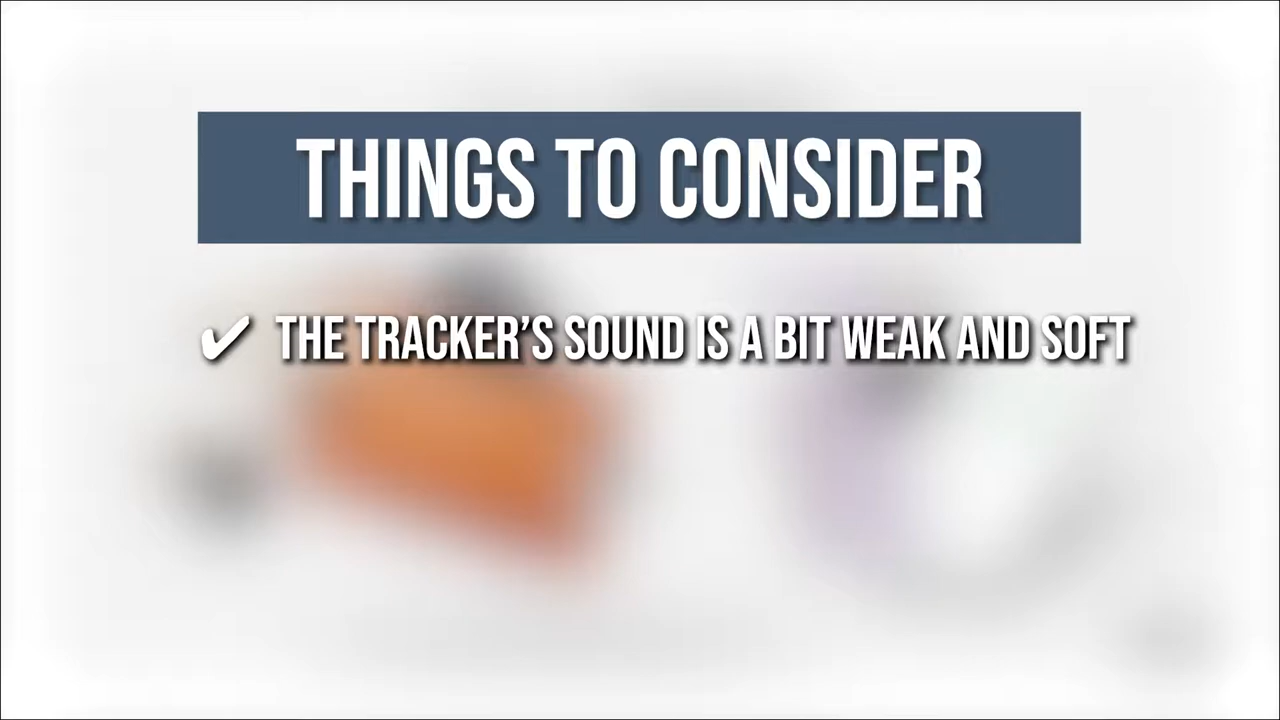 THINGS TO CONSIDER
✔ THE TRACKER’S SOUND IS A BIT WEAK AND SOFT